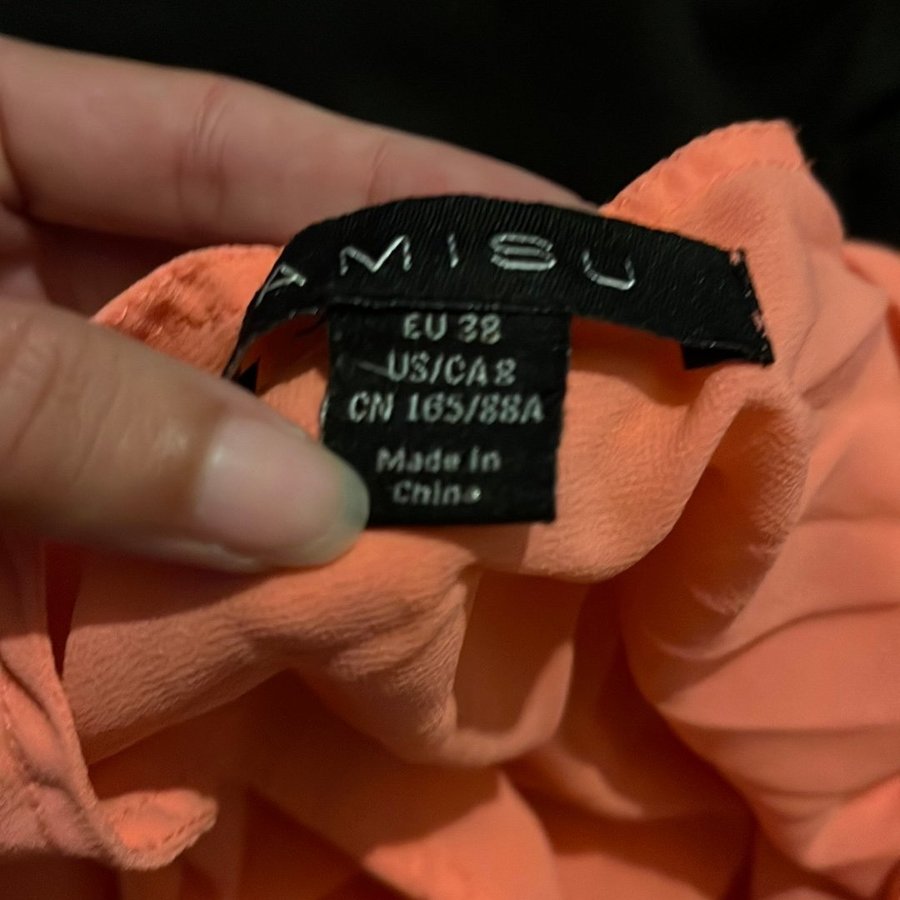 AMISU
EU 38
US/CA 8
CN 165/88A
Made in
China